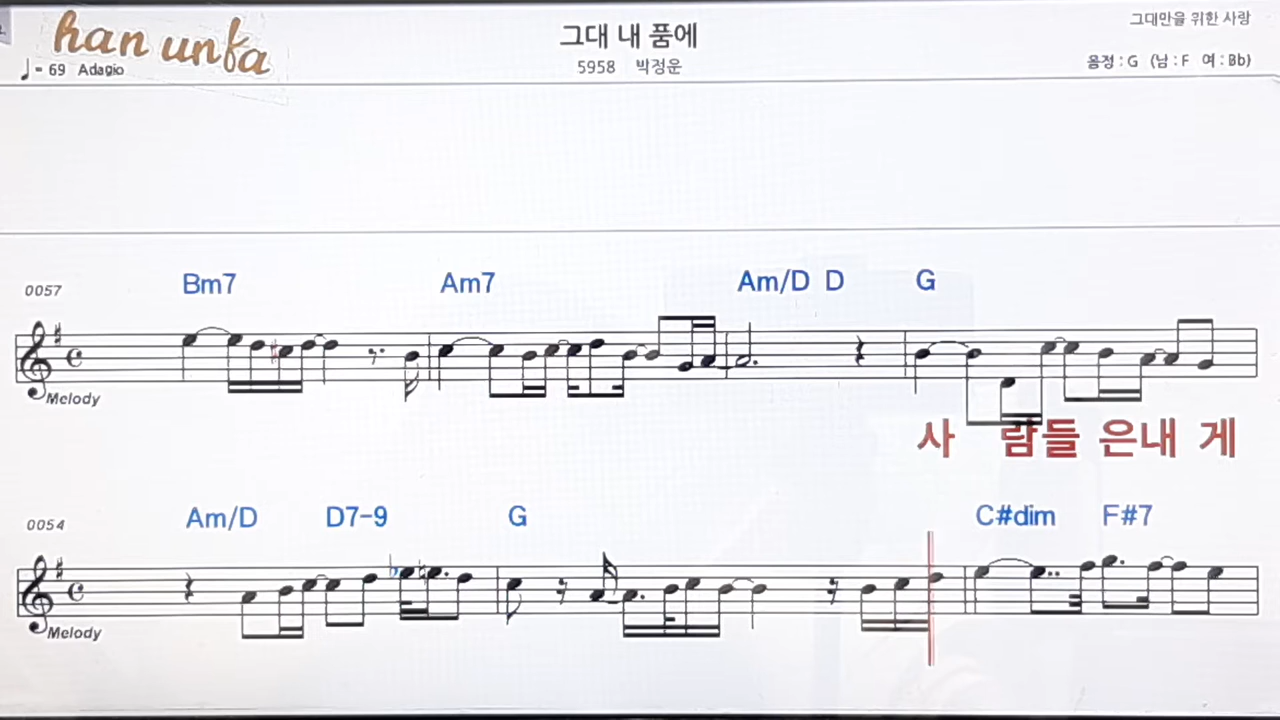 han unfa
그대 내 품에
그대만을 위한 사랑
♩= 69 Adagio
5958 박정운
음정 : G (남 : F 여 : Bb)
0057
Bm7 Am7 Am/D D G
Melody
사 람들 은내 게
0054
Am/D D7-9 G C#dim F#7
Melody